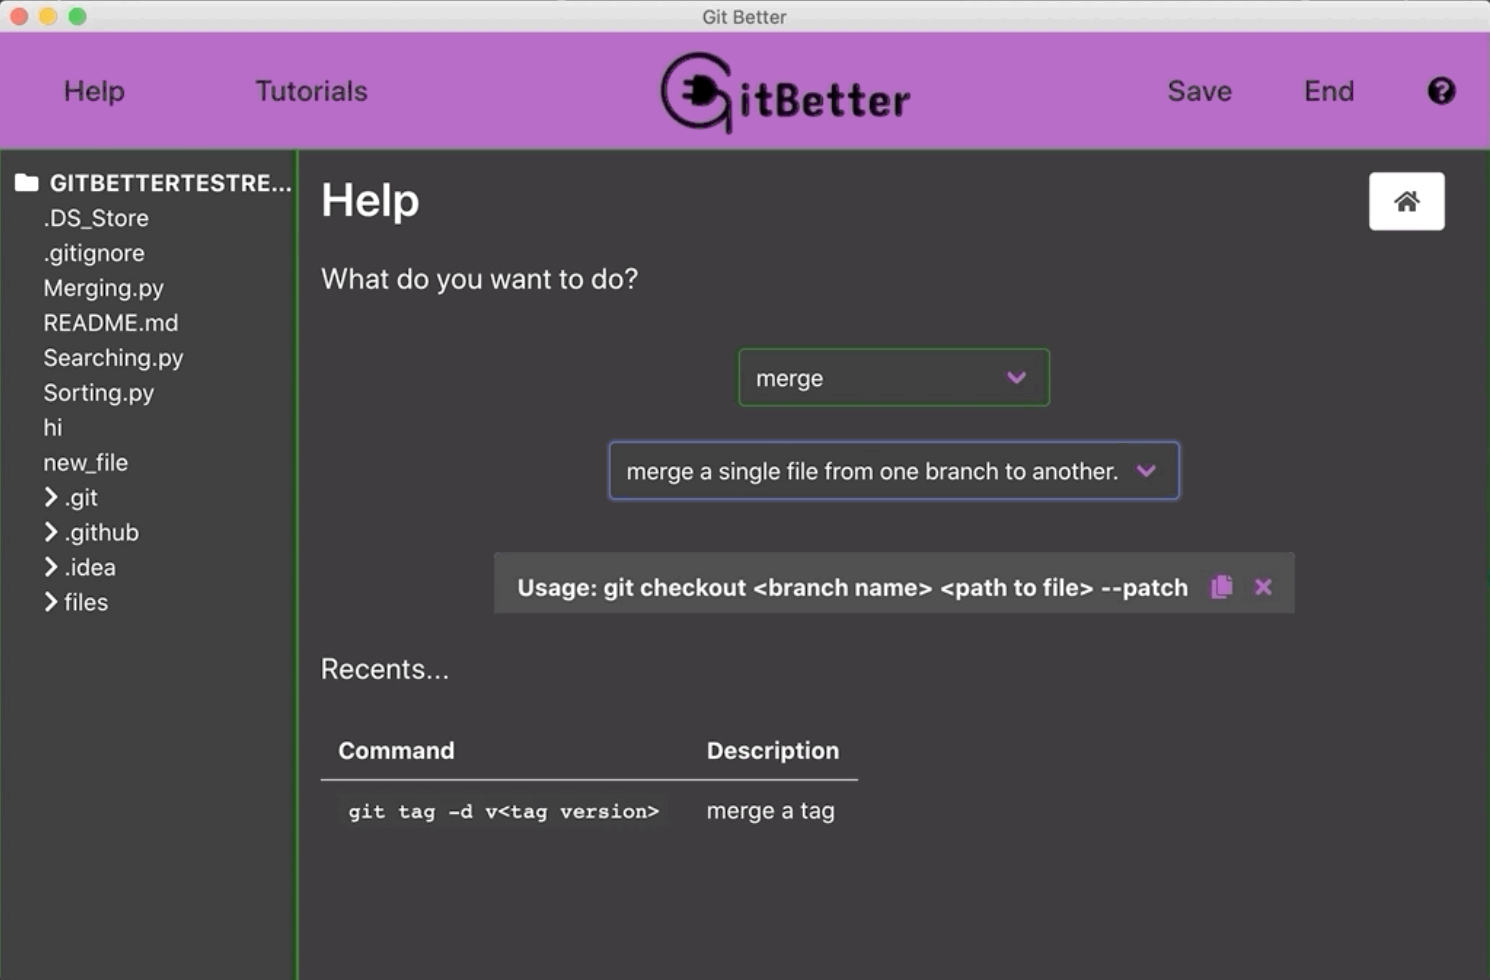 Git Better
Help Tutorials GitBetter Save End ?
GITBETTERTESTRE...
.DS_Store
.gitignore
Merging.py
README.md
Searching.py
Sorting.py
hi
new_file
.git
.github
.idea
files
Help
What do you want to do?
merge
merge a single file from one branch to another.
Usage: git checkout <branch name> <path to file> --patch
Recents...
Command Description
git tag -d v<tag version> merge a tag